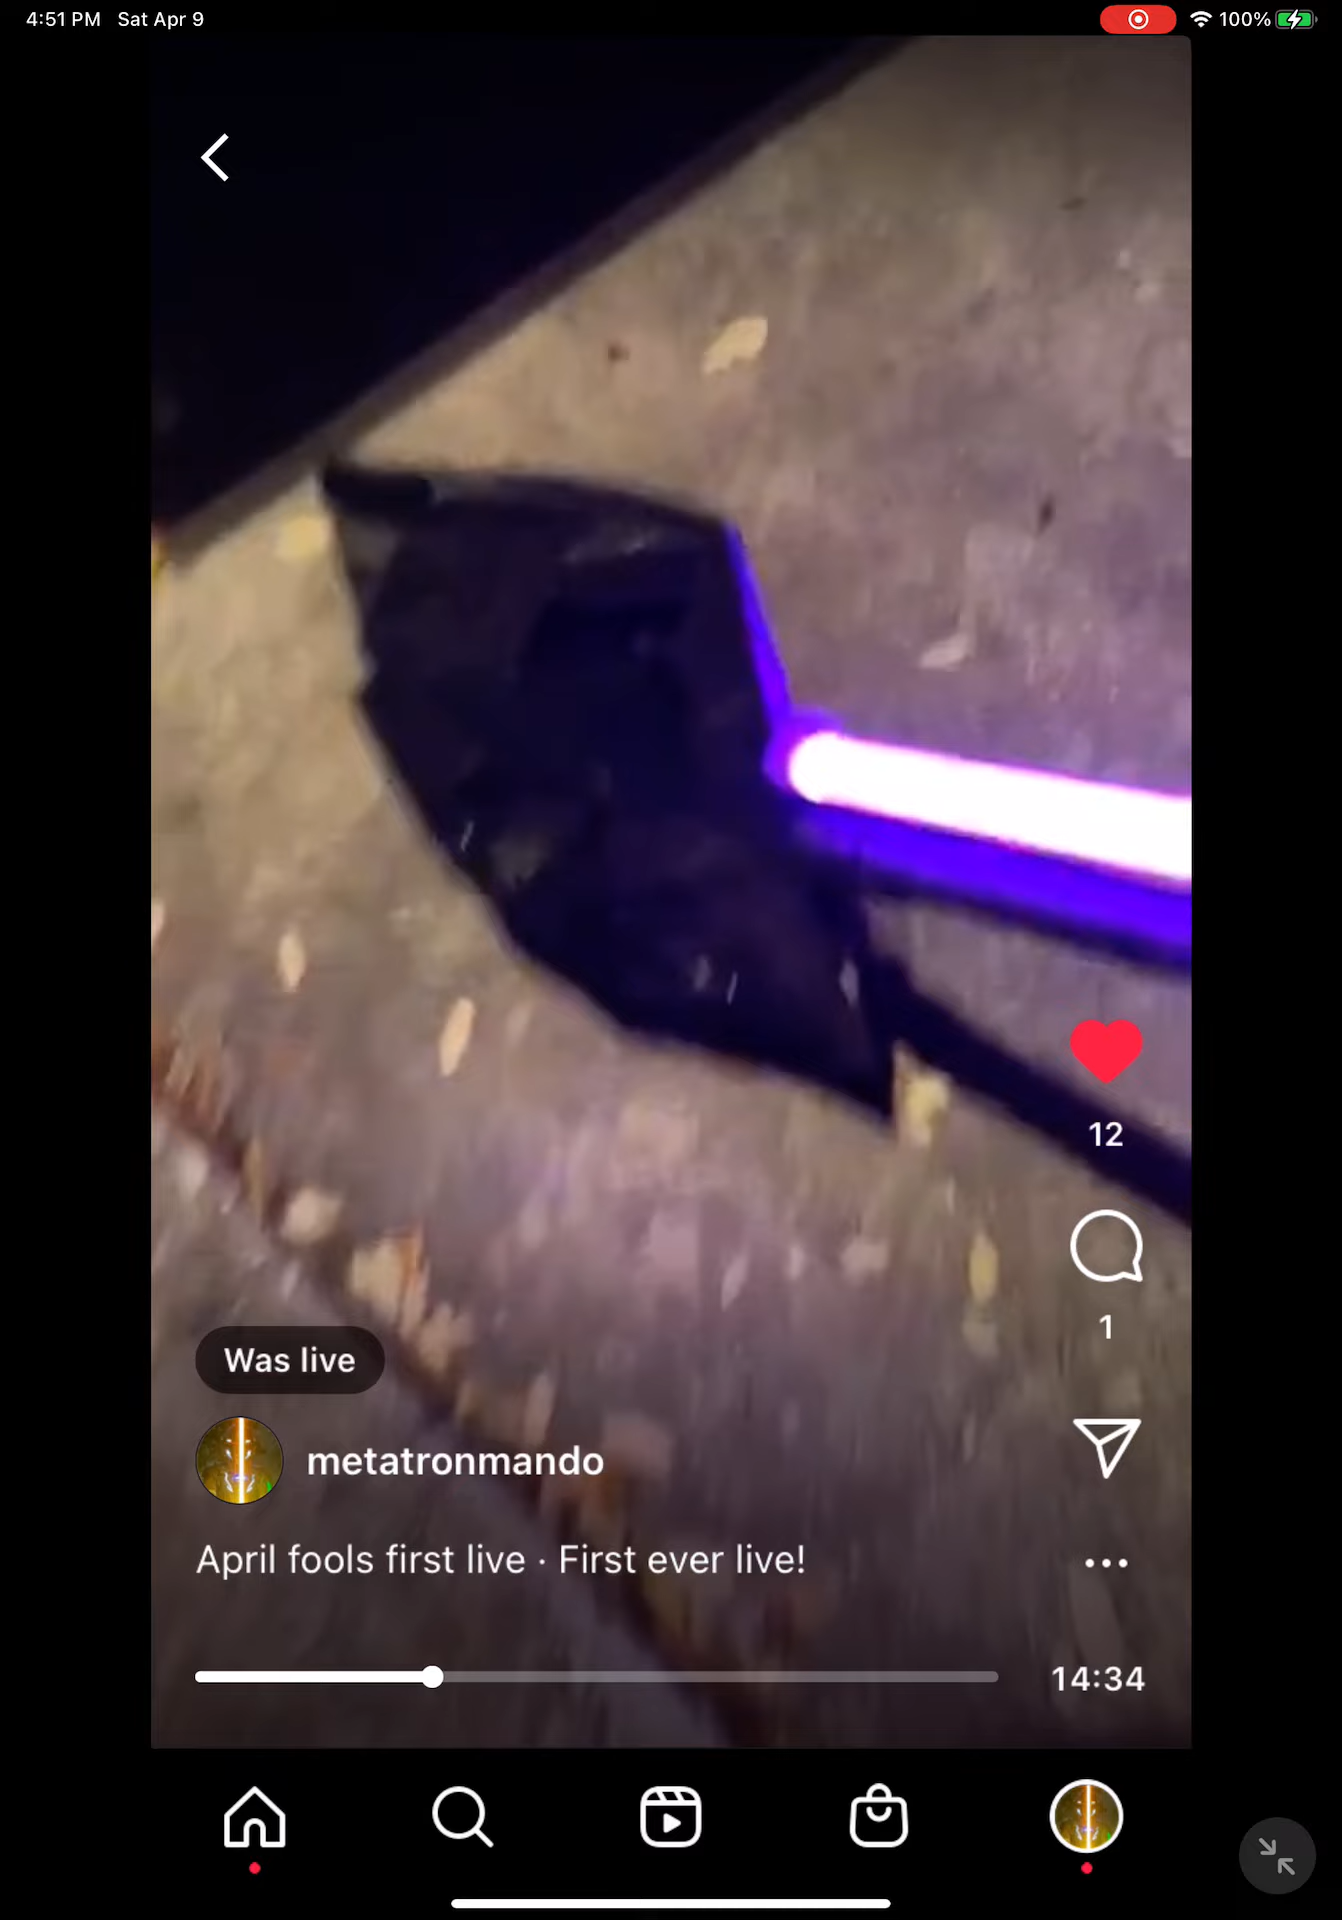 4:51 PM Sat Apr 9
100%
12
1
Was live
metatronmando
April fools first live · First ever live!
14:34